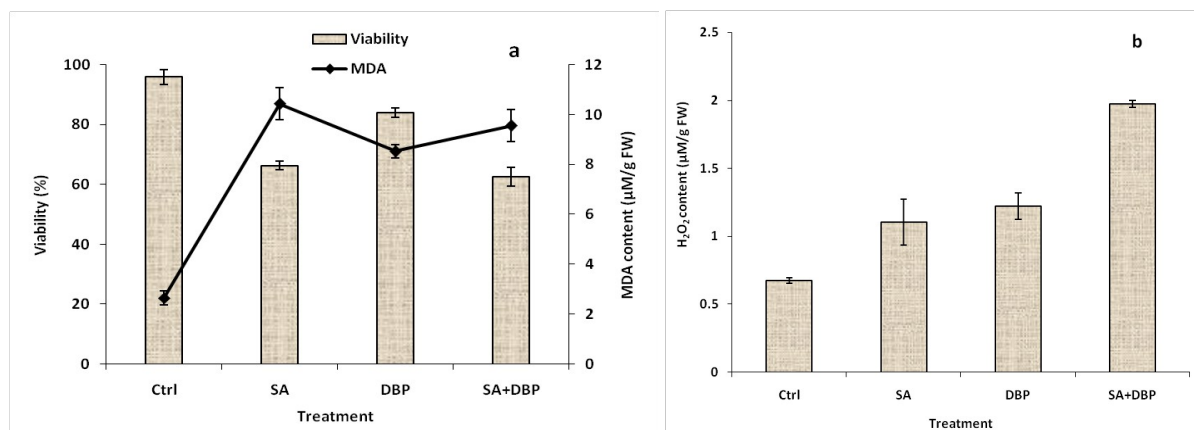 a
Viability
MDA
100
80
60
40
20
0
Viability (%)
12
10
8
6
4
2
0
MDA content (µM/g FW)
Ctrl SA DBP SA+DBP
Treatment
b
2.5
2
1.5
1
0.5
0
H₂O₂ content (µM/g FW)
Ctrl SA DBP SA+DBP
Treatment